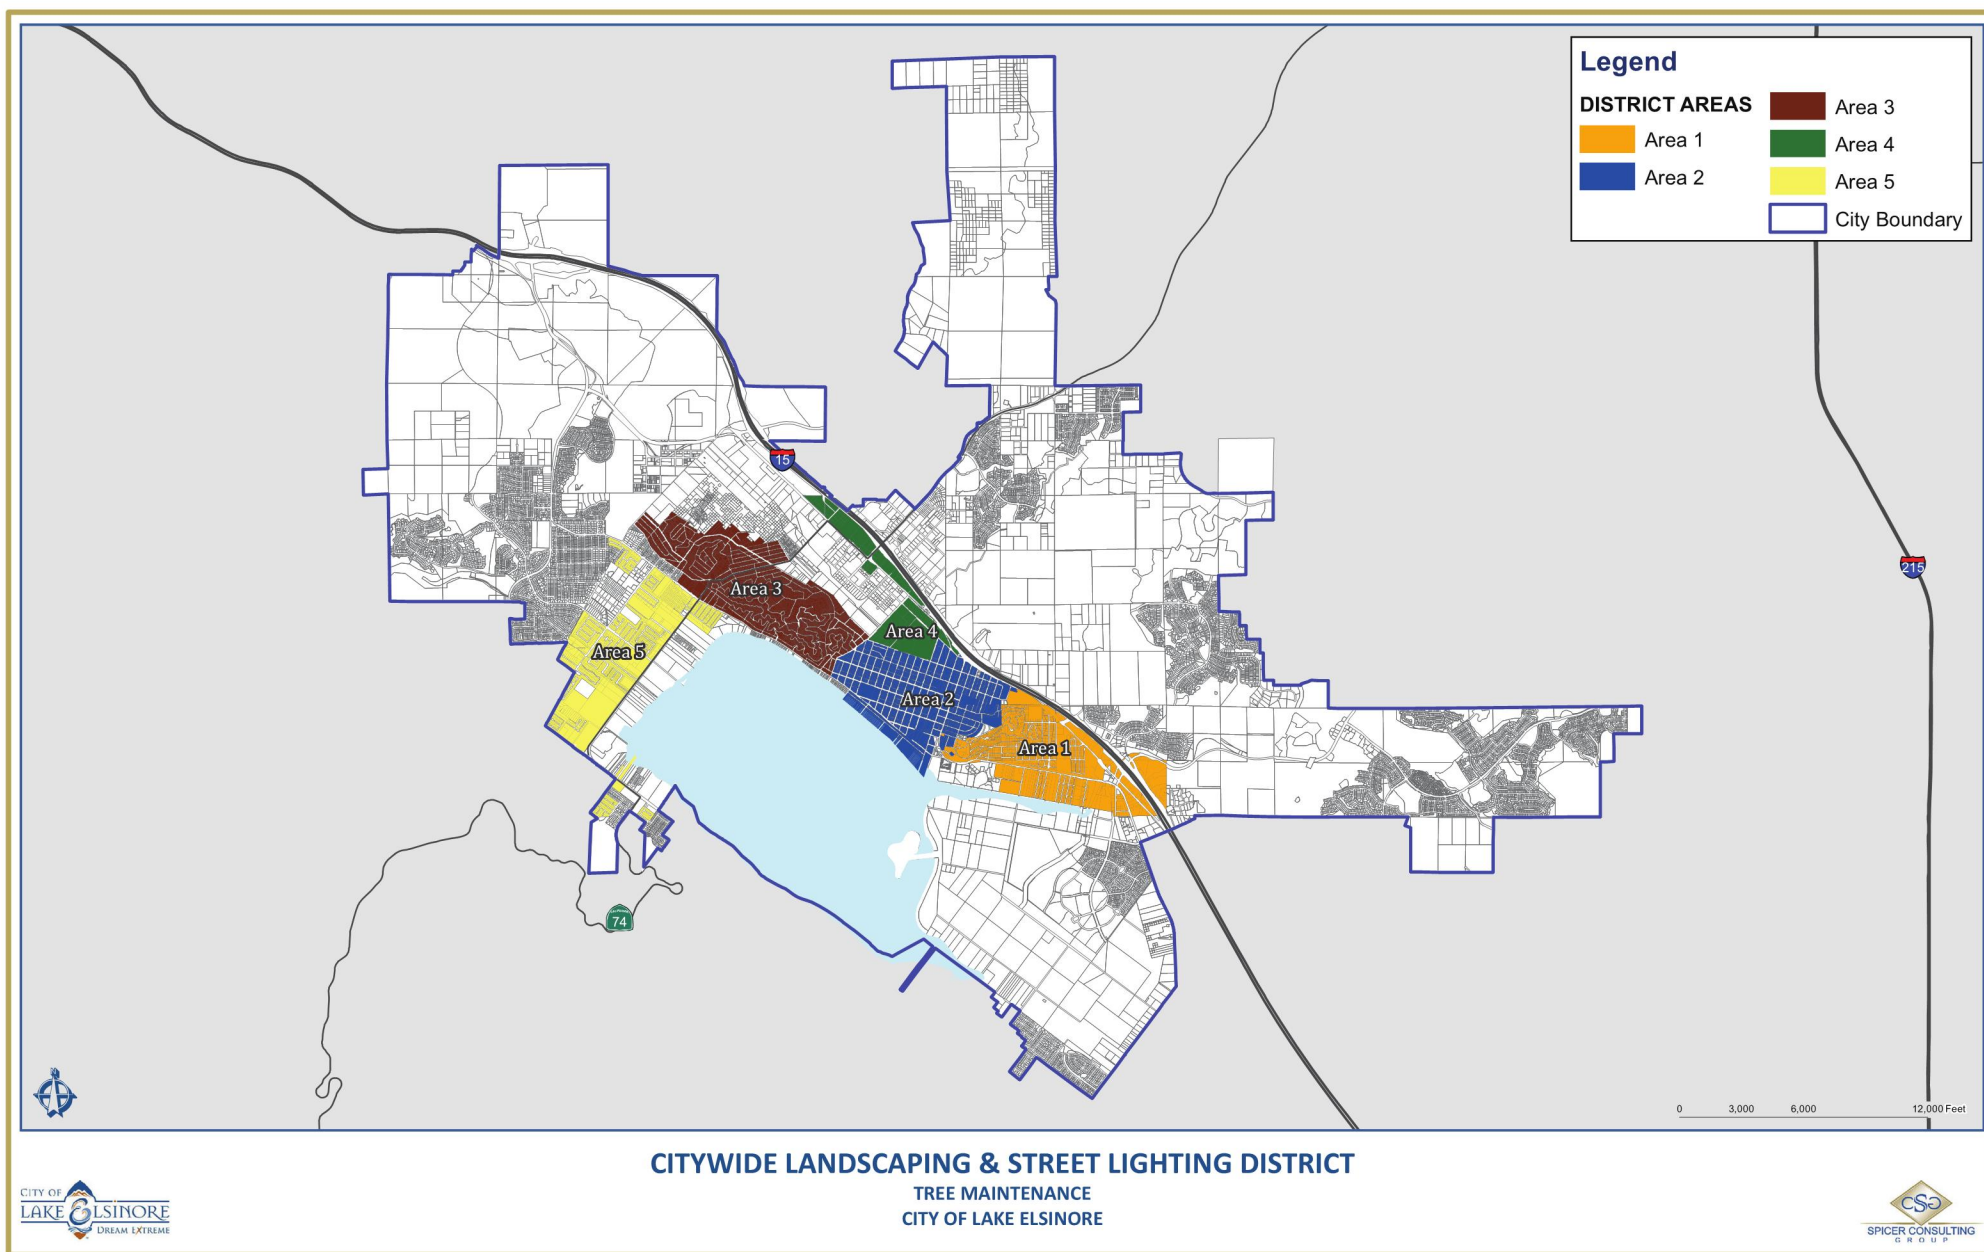 Legend
DISTRICT AREAS
Area 1
Area 2
Area 3
Area 4
Area 5
City Boundary
15
215
Area 3
Area 4
Area 5
Area 2
Area 1
74
0 3,000 6,000 12,000 Feet
CITYWIDE LANDSCAPING & STREET LIGHTING DISTRICT
TREE MAINTENANCE
CITY OF LAKE ELSINORE
CITY OF
LAKE ELSINORE
DREAM EXTREME
CSG
SPICER CONSULTING
GROUP